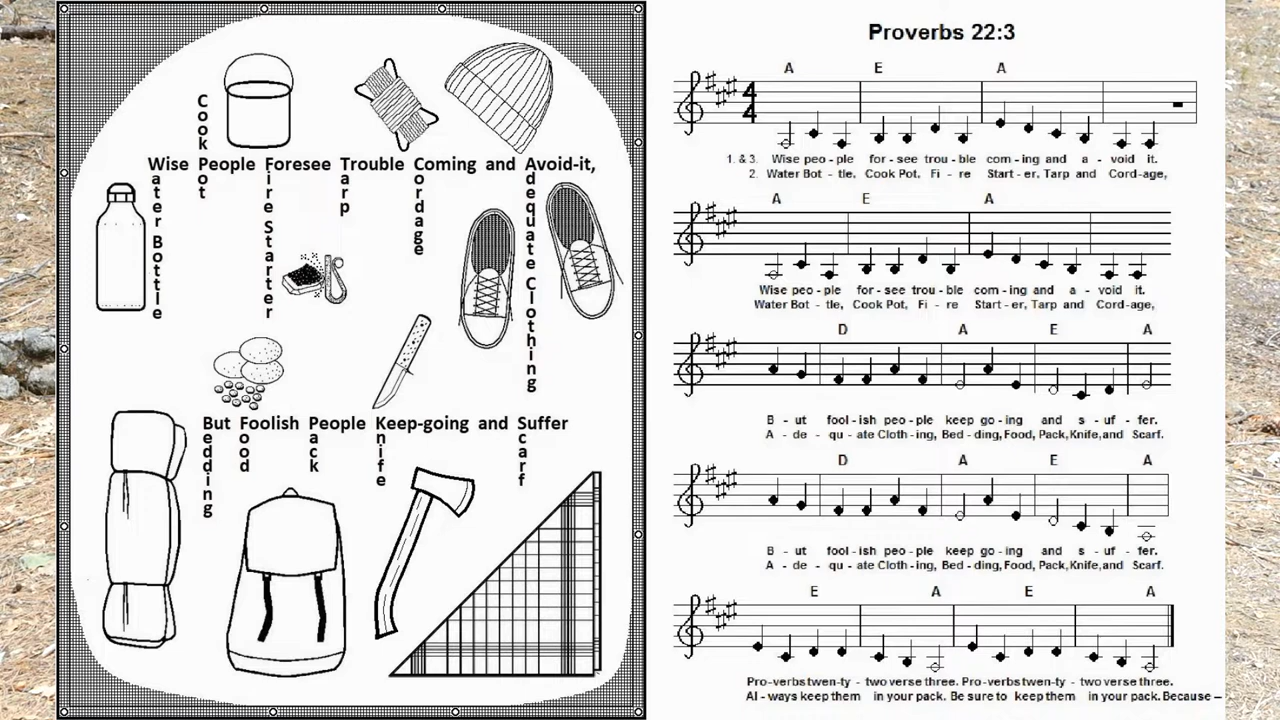 Cook Pot
Wise People Foresee Trouble Coming and Avoid-it,
Water Bottle
Fire Starter
Tarp
Cordage
Adequate Clothing
But Foolish People Keep-going and Suffer
Bedding
Food
Pack
Knife
Scarf
Proverbs 22:3
A E A
4
4
1. & 3. Wise peo - ple for - see trou - ble com - ing and a - void it.
2. Water Bot - tle, Cook Pot, Fi - re Start - er, Tarp and Cord-age,
A E A
Wise peo - ple for - see trou - ble com - ing and a - void it.
Water Bot - tle, Cook Pot, Fi - re Start - er, Tarp and Cord-age,
D A E A
B - ut fool - ish peo - ple keep go - ing and s - uf - fer.
A - de - qu - ate Cloth - ing, Bed - ding, Food, Pack, Knife, and Scarf.
D A E A
B - ut fool - ish peo - ple keep go - ing and s - uf - fer.
A - de - qu - ate Cloth - ing, Bed - ding, Food, Pack, Knife, and Scarf.
E A E A
Pro-verbs twen-ty - two verse three. Pro-verbs twen-ty - two verse three.
Al - ways keep them in your pack. Be sure to keep them in your pack. Because –